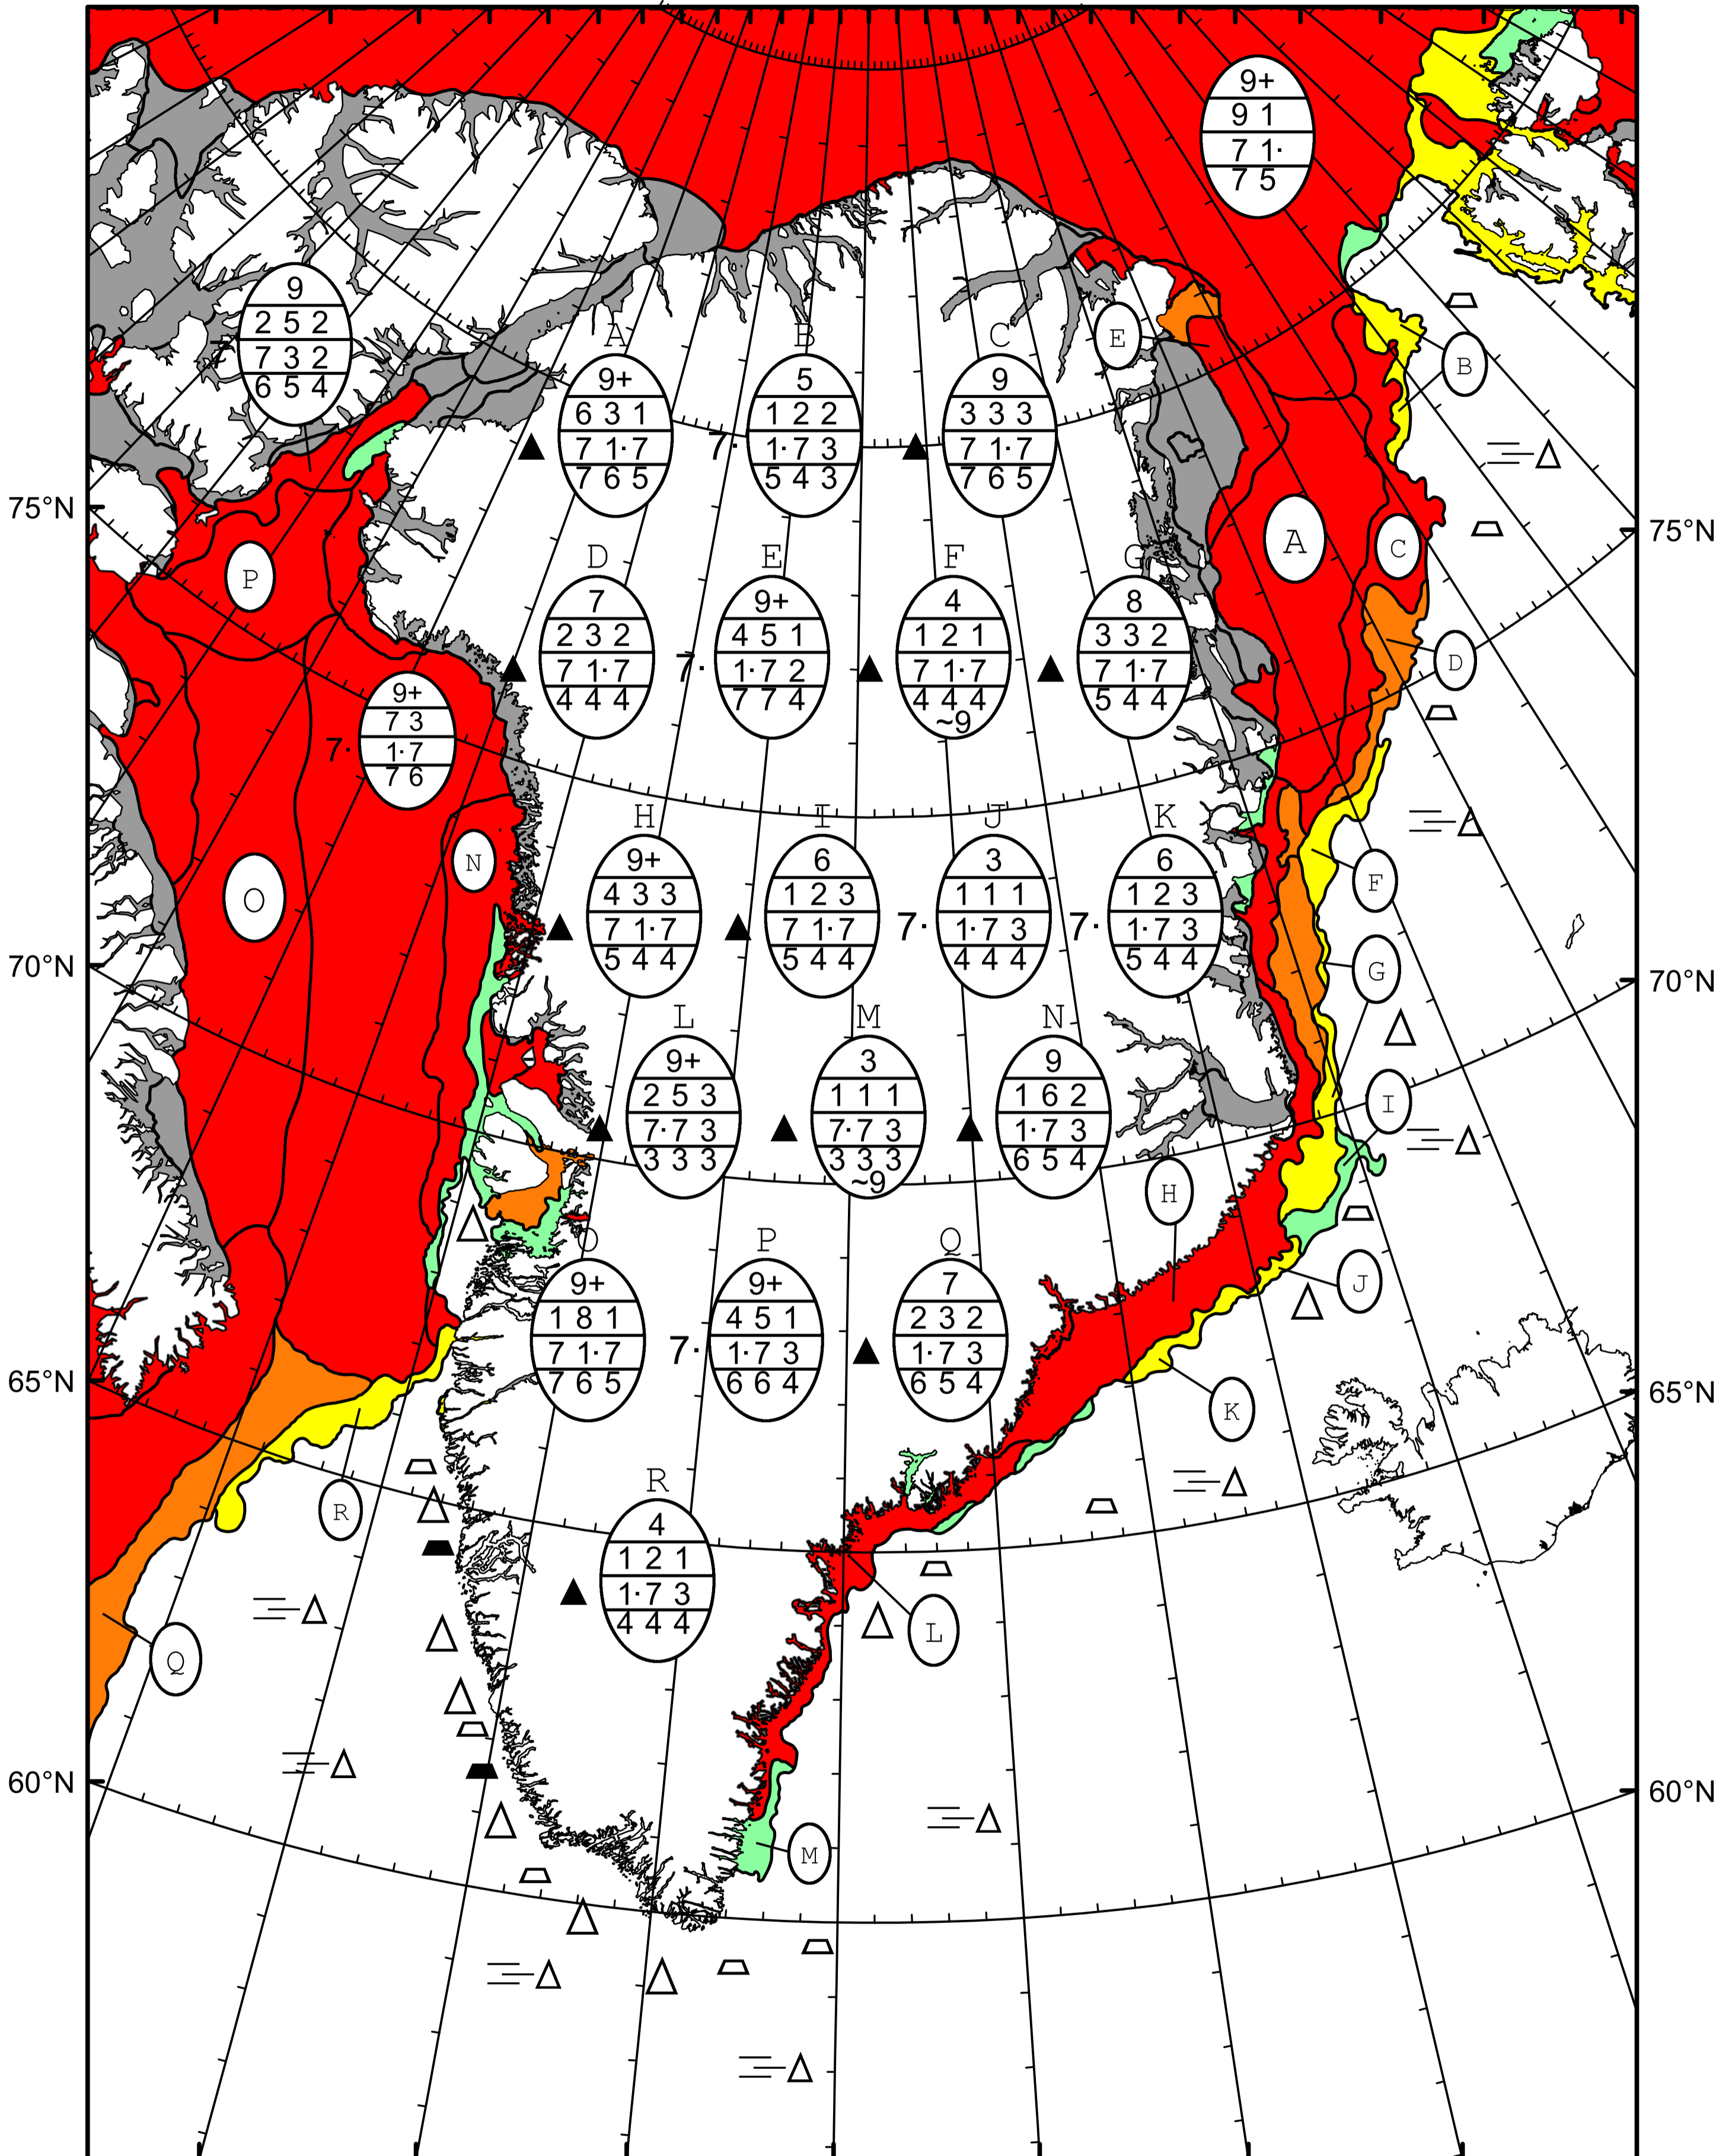 9+
9 1
7 1·
7 5
9
2 5 2
7 3 2
6 5 4
A
9+
6 3 1
7 1·7
7 6 5
B
5
1 2 2
7· 1·7 3
5 4 3
C
9
3 3 3
7 1·7
7 6 5
E
B
75°N
75°N
A
C
P
D
7
2 3 2
7 1·7
4 4 4
E
9+
4 5 1
7· 1·7 2
7 7 4
F
4
1 2 1
7 1·7
4 4 4
~9
G
8
3 3 2
7 1·7
5 4 4
D
9+
7 3
7· 1·7
7 6
H
9+
4 3 3
7 1·7
5 4 4
I
6
1 2 3
7 1·7
5 4 4
J
3
1 1 1
7· 1·7 3
4 4 4
K
6
1 2 3
7· 1·7 3
5 4 4
N
O
F
70°N
G
70°N
L
9+
2 5 3
7·7 3
3 3 3
M
3
1 1 1
7·7 3
3 3 3
~9
N
9
1 6 2
1·7 3
6 5 4
I
H
J
O
9+
1 8 1
7 1·7
7 6 5
P
9+
4 5 1
7· 1·7 3
6 6 4
Q
7
2 3 2
1·7 3
6 5 4
65°N
65°N
K
R
R
4
1 2 1
1·7 3
4 4 4
L
Q
60°N
60°N
M